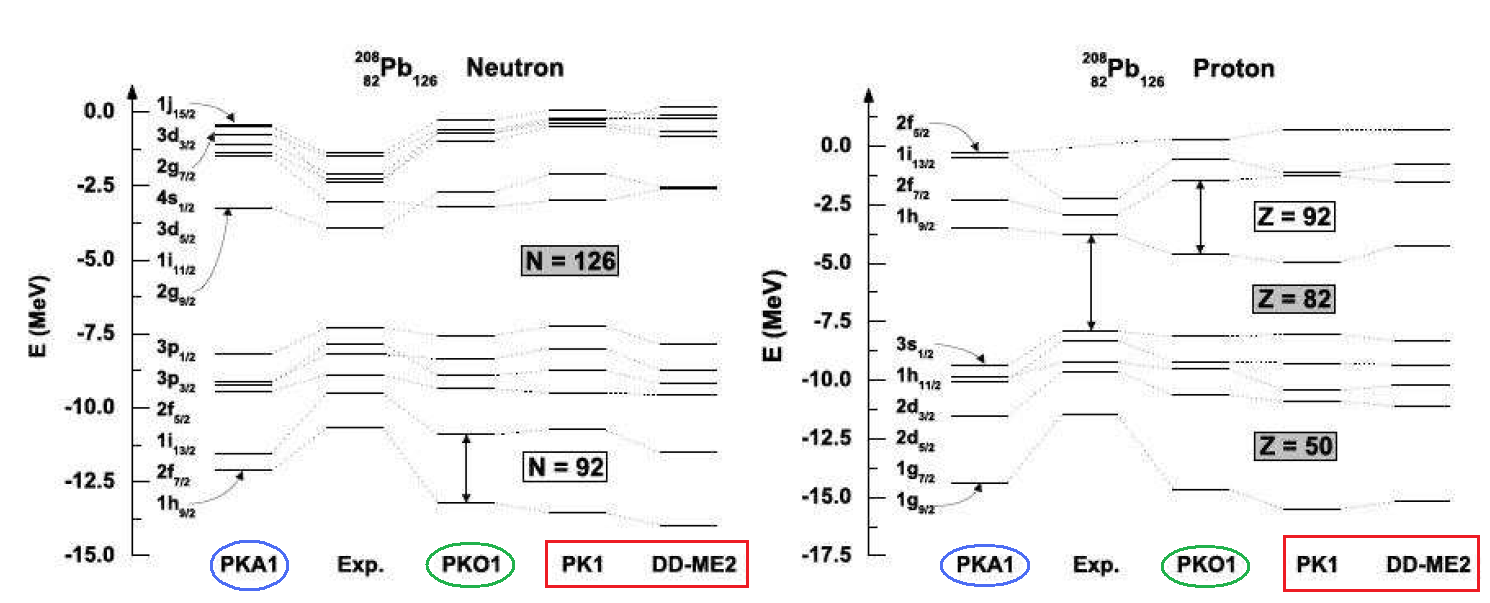 ²⁰⁸₈₂Pb₁₂₆ Neutron
E (MeV)
0.0
-2.5
-5.0
-7.5
-10.0
-12.5
-15.0
1j₁₅/₂
3d₃/₂
2g₇/₂
4s₁/₂
3d₅/₂
1i₁₁/₂
2g₉/₂
3p₁/₂
3p₃/₂
2f₅/₂
1i₁₃/₂
2f₇/₂
1h₉/₂
N = 126
N = 92
PKA1 Exp. PKO1 PK1 DD-ME2
²⁰⁸₈₂Pb₁₂₆ Proton
E (MeV)
0.0
-2.5
-5.0
-7.5
-10.0
-12.5
-15.0
-17.5
2f₅/₂
1i₁₃/₂
2f₇/₂
1h₉/₂
3s₁/₂
1h₁₁/₂
2d₃/₂
2d₅/₂
1g₇/₂
1g₉/₂
Z = 92
Z = 82
Z = 50
PKA1 Exp. PKO1 PK1 DD-ME2